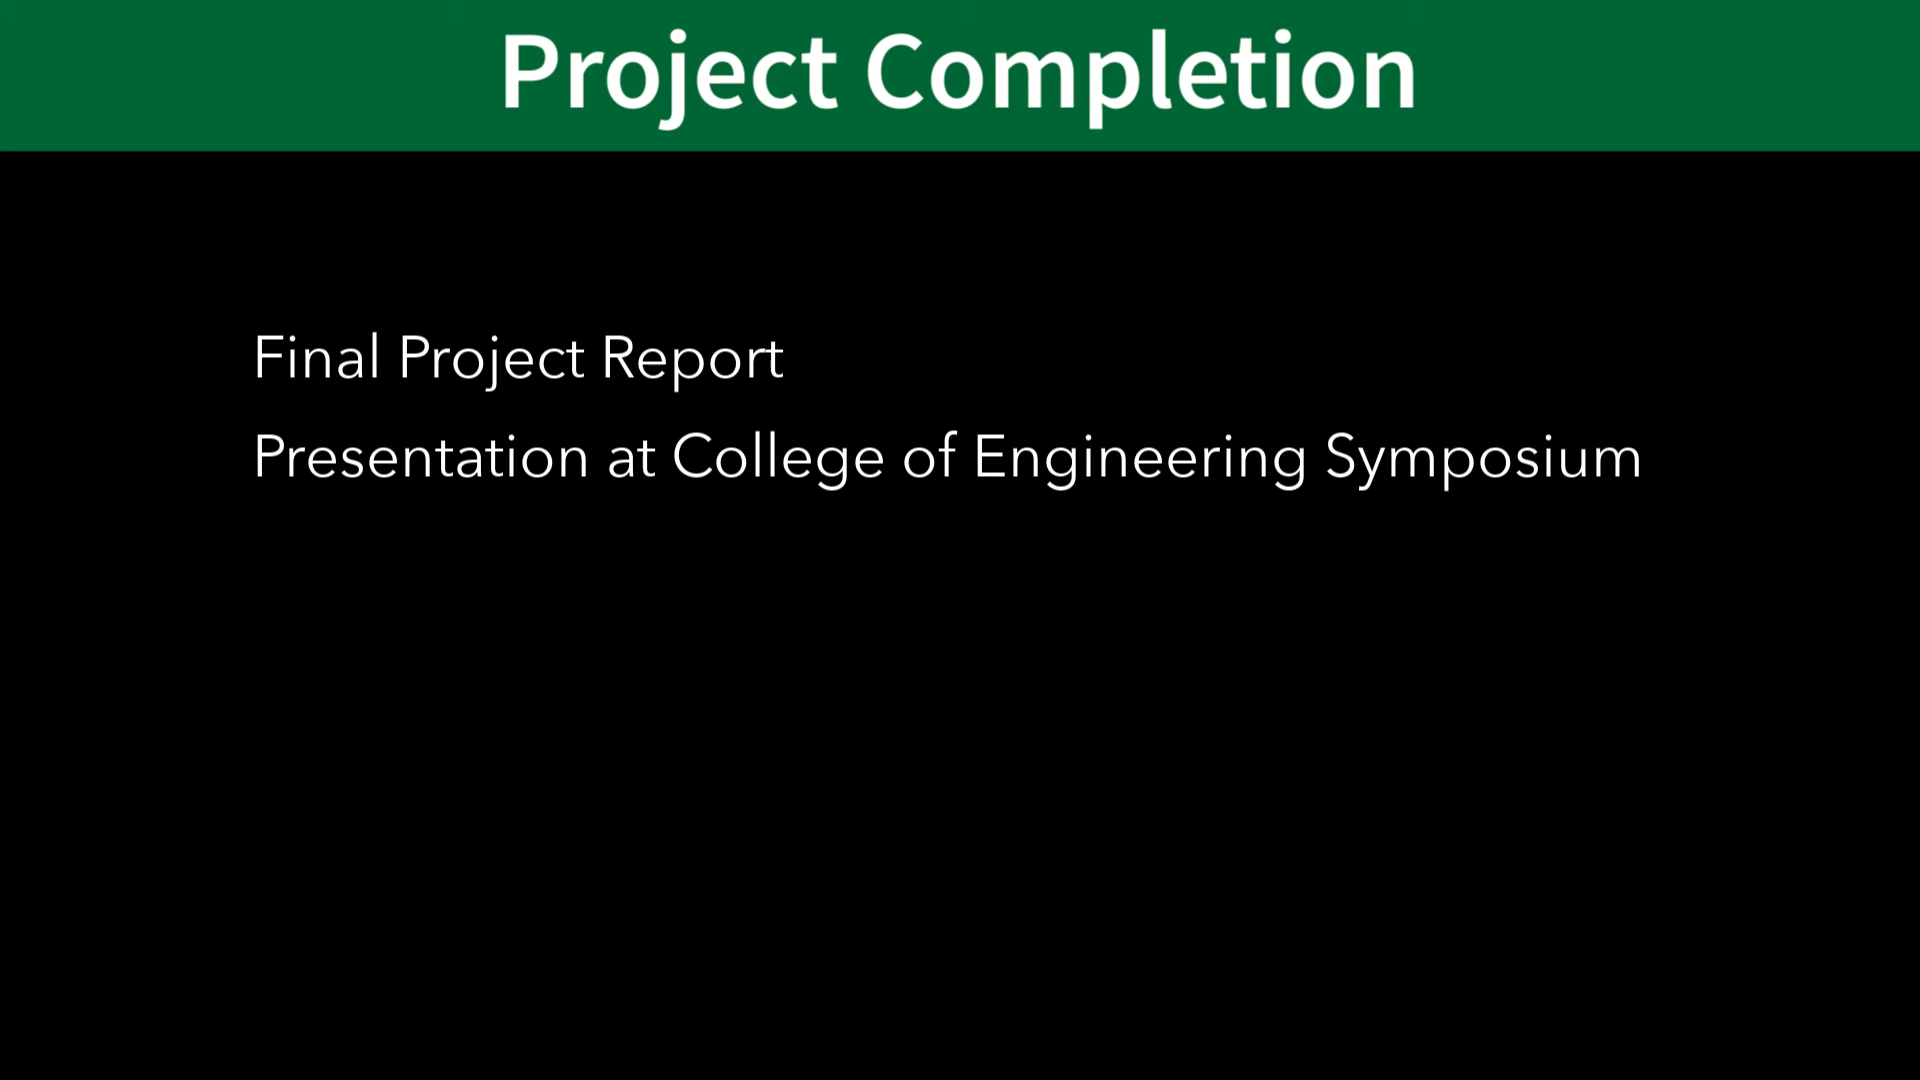 Project Completion
Final Project Report
Presentation at College of Engineering Symposium